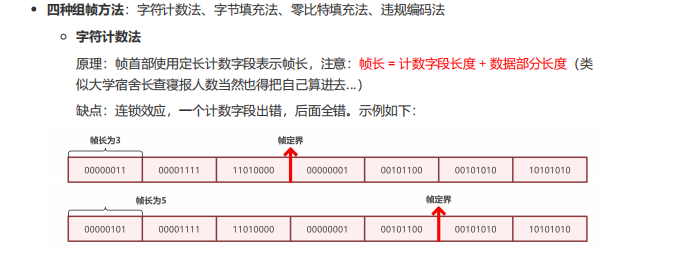 四种组帧方法：字符计数法、字节填充法、零比特填充法、违规编码法
字符计数法
原理：帧首部使用定长计数字段表示帧长，注意：帧长 = 计数字段长度 + 数据部分长度（类
似大学宿舍长查寝报人数当然也得把自己算进去...）
缺点：连锁效应，一个计数字段出错，后面全错。示例如下：
帧长为3 帧定界
00000011 00001111 11010000 00000001 00101100 00101010 10101010
帧长为5 帧定界
00000101 00001111 11010000 00000001 00101100 00101010 10101010